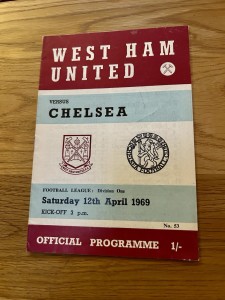 WEST HAM
UNITED
VERSUS
CHELSEA
FOOTBALL LEAGUE: Division One
Saturday 12th April 1969
KICK-OFF 3 p.m.
No. 53
OFFICIAL PROGRAMME 1/-